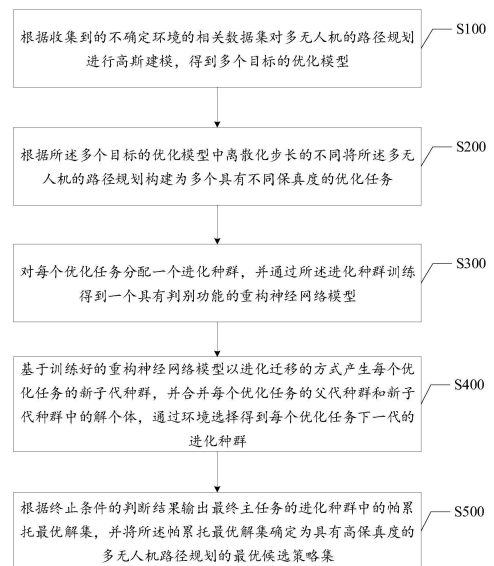 根据收集到的不确定环境的相关数据集对多无人机的路径规划
进行高斯建模，得到多个目标的优化模型
S100
根据所述多个目标的优化模型中离散化步长的不同将所述多无
人机的路径规划构建为多个具有不同保真度的优化任务
S200
对每个优化任务分配一个进化种群，并通过所述进化种群训练
得到一个具有判别功能的重构神经网络模型
S300
基于训练好的重构神经网络模型以进化迁移的方式产生每个优
化任务的新子代种群，并合并每个优化任务的父代种群和新子
代种群中的解个体，通过环境选择得到每个优化任务下一代的
进化种群
S400
根据终止条件的判断结果输出最终主任务的进化种群中的帕累
托最优解集，并将所述帕累托最优解集确定为具有高保真度的
多无人机路径规划的最优候选策略集
S500